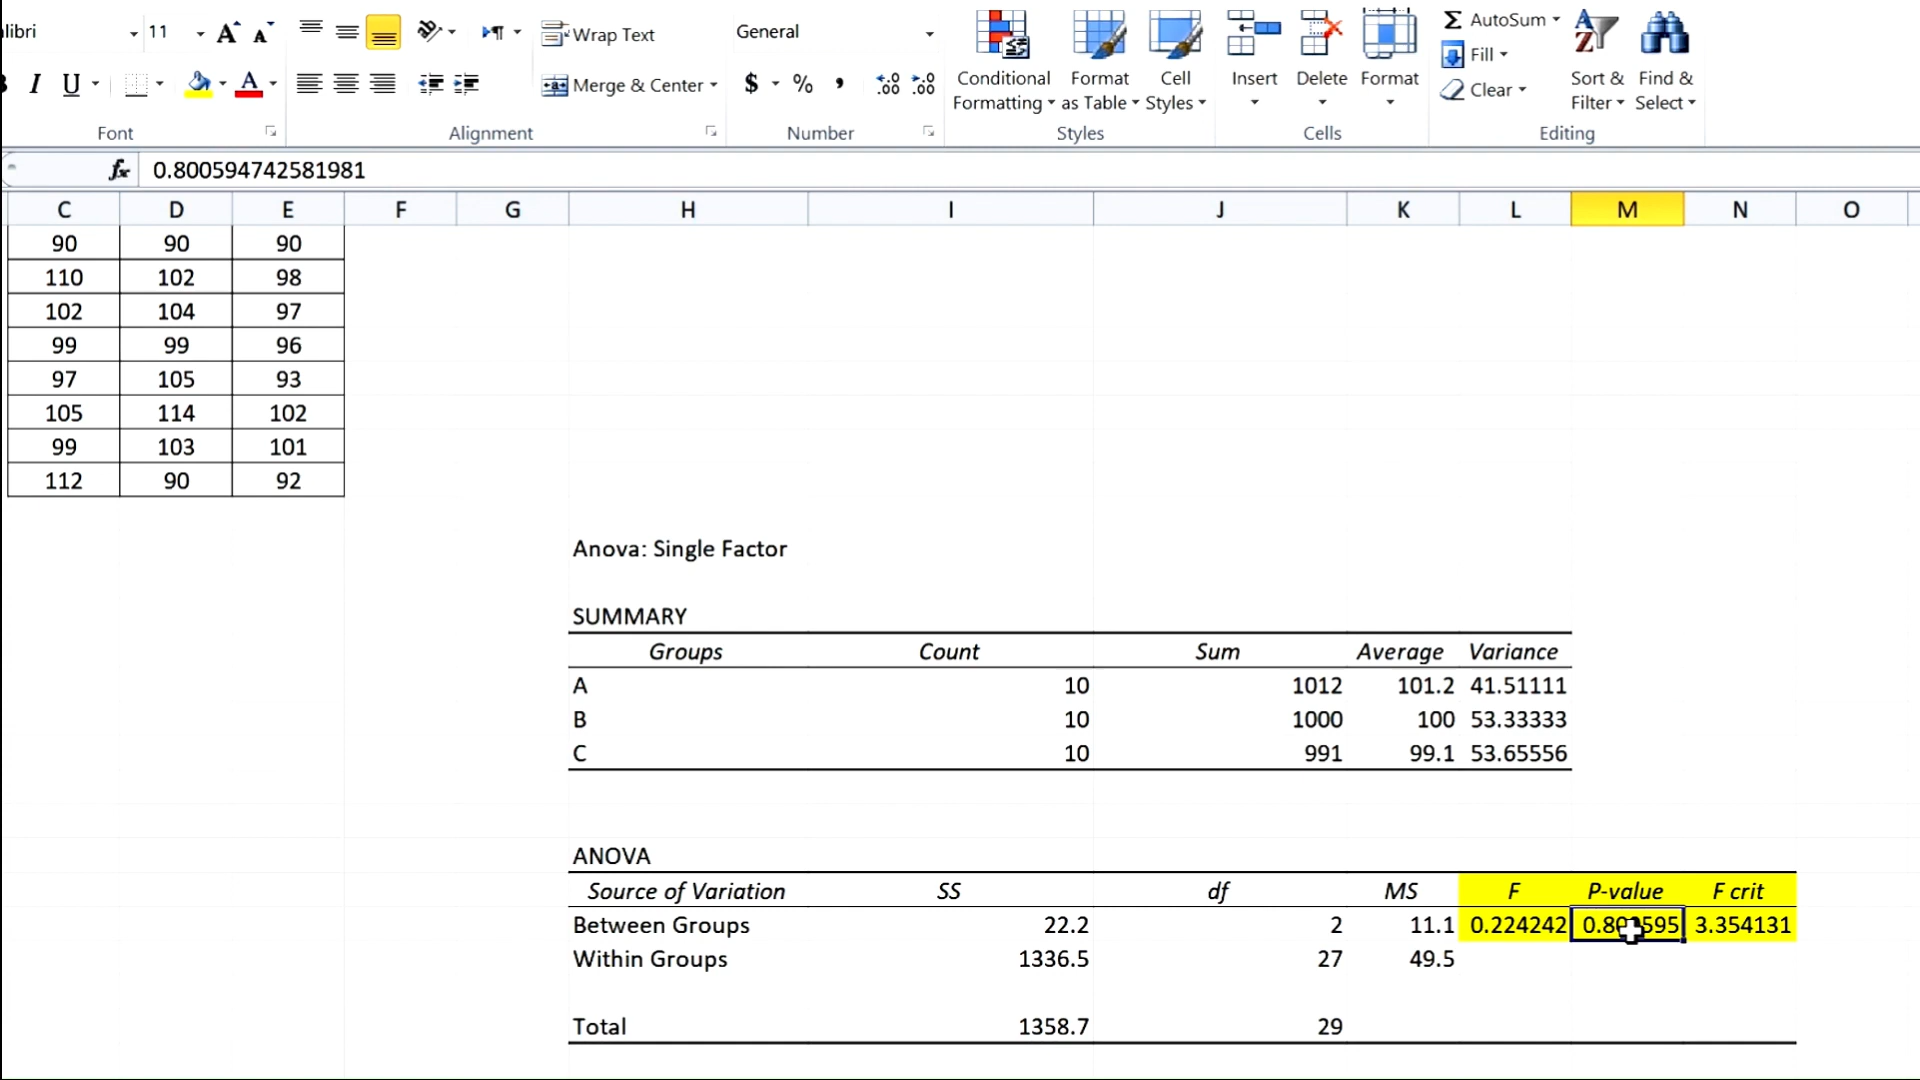 libri 11 Wrap Text General Σ AutoSum
Fill
I U A Merge & Center $ % , .00 .00 Conditional Formatting Format as Table Cell Styles Insert Delete Format Clear Sort & Filter Find & Select
Font Alignment Number Styles Cells Editing
fx 0.800594742581981
C D E F G H I J K L M N O
90 90 90
110 102 98
102 104 97
99 99 96
97 105 93
105 114 102
99 103 101
112 90 92
Anova: Single Factor
SUMMARY
Groups Count Sum Average Variance
A 10 1012 101.2 41.51111
B 10 1000 100 53.33333
C 10 991 99.1 53.65556
ANOVA
Source of Variation SS df MS F P-value F crit
Between Groups 22.2 2 11.1 0.224242 3.354131
Within Groups 1336.5 27 49.5
Total 1358.7 29